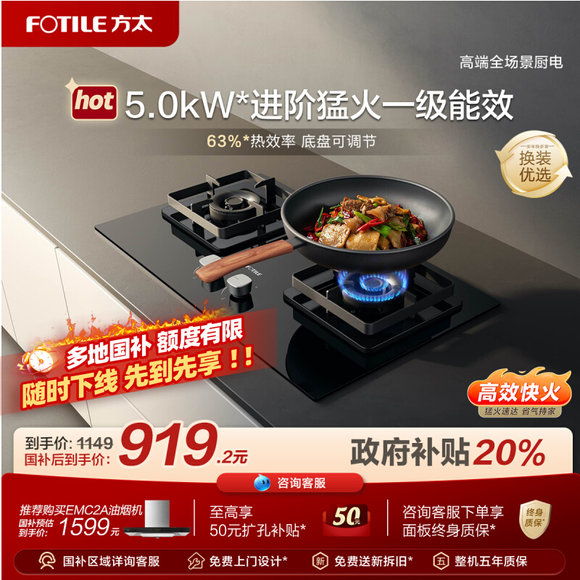 FOTILE 方太
高端全场景厨电
hot 5.0kW*进阶猛火一级能效
63%*热效率 底盘可调节
换装
优选
FOTILE
多地国补 额度有限
随时下线 先到先享!!
高效快火
猛火速达 省气持家
到手价: 1149
国补后到手价: 919.2元
政府补贴20%
咨询客服
推荐购买EMC2A油烟机
国补预估到手价 1599元
至高享
50元扩孔补贴*
50元
咨询客服下单享
面板终身质保*
终身质保
国补区域详询客服
免费上门设计*
免费送新拆旧*
整机五年质保